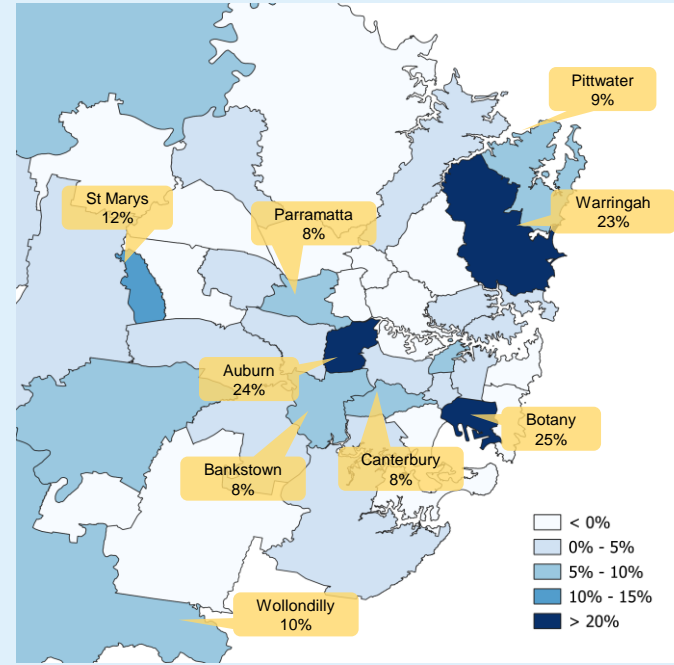 Pittwater
9%
St Marys
12%
Parramatta
8%
Warringah
23%
Auburn
24%
Botany
25%
Bankstown
8%
Canterbury
8%
Wollondilly
10%
< 0%
0% - 5%
5% - 10%
10% - 15%
> 20%